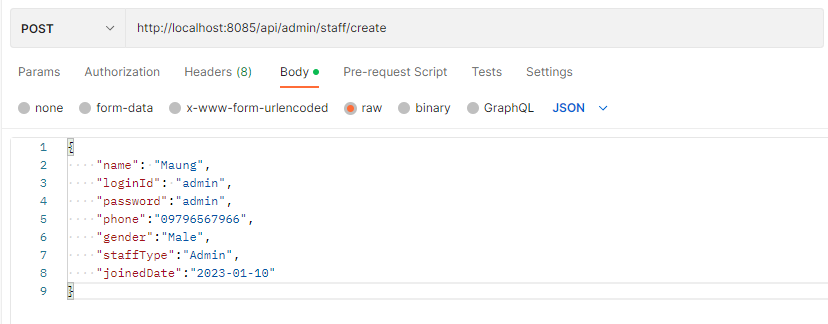 POST http://localhost:8085/api/admin/staff/create
Params Authorization Headers (8) Body Pre-request Script Tests Settings
none form-data x-www-form-urlencoded raw binary GraphQL JSON
1 {
2 "name": "Maung",
3 "loginId": "admin",
4 "password":"admin",
5 "phone":"09796567966",
6 "gender":"Male",
7 "staffType":"Admin",
8 "joinedDate":"2023-01-10"
9 }